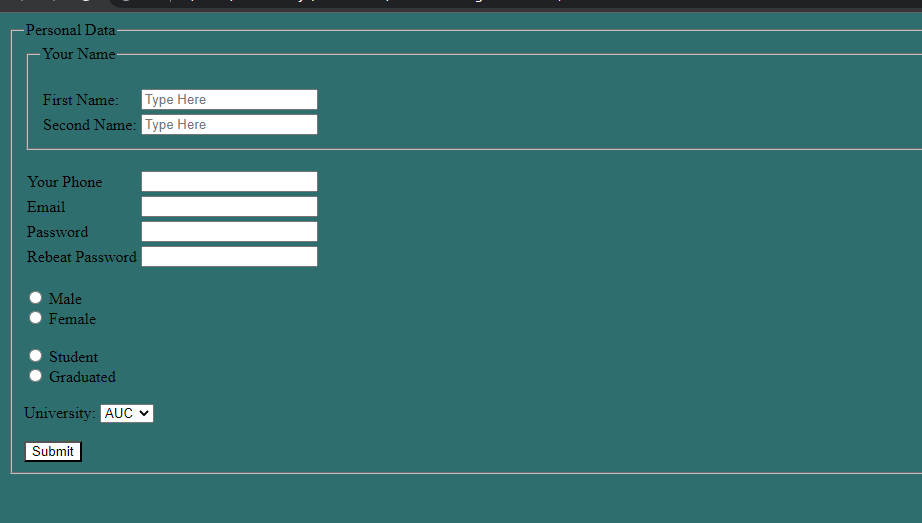 Personal Data
Your Name
First Name: Type Here
Second Name: Type Here
Your Phone
Email
Password
Rebeat Password
Male
Female
Student
Graduated
University: AUC
Submit